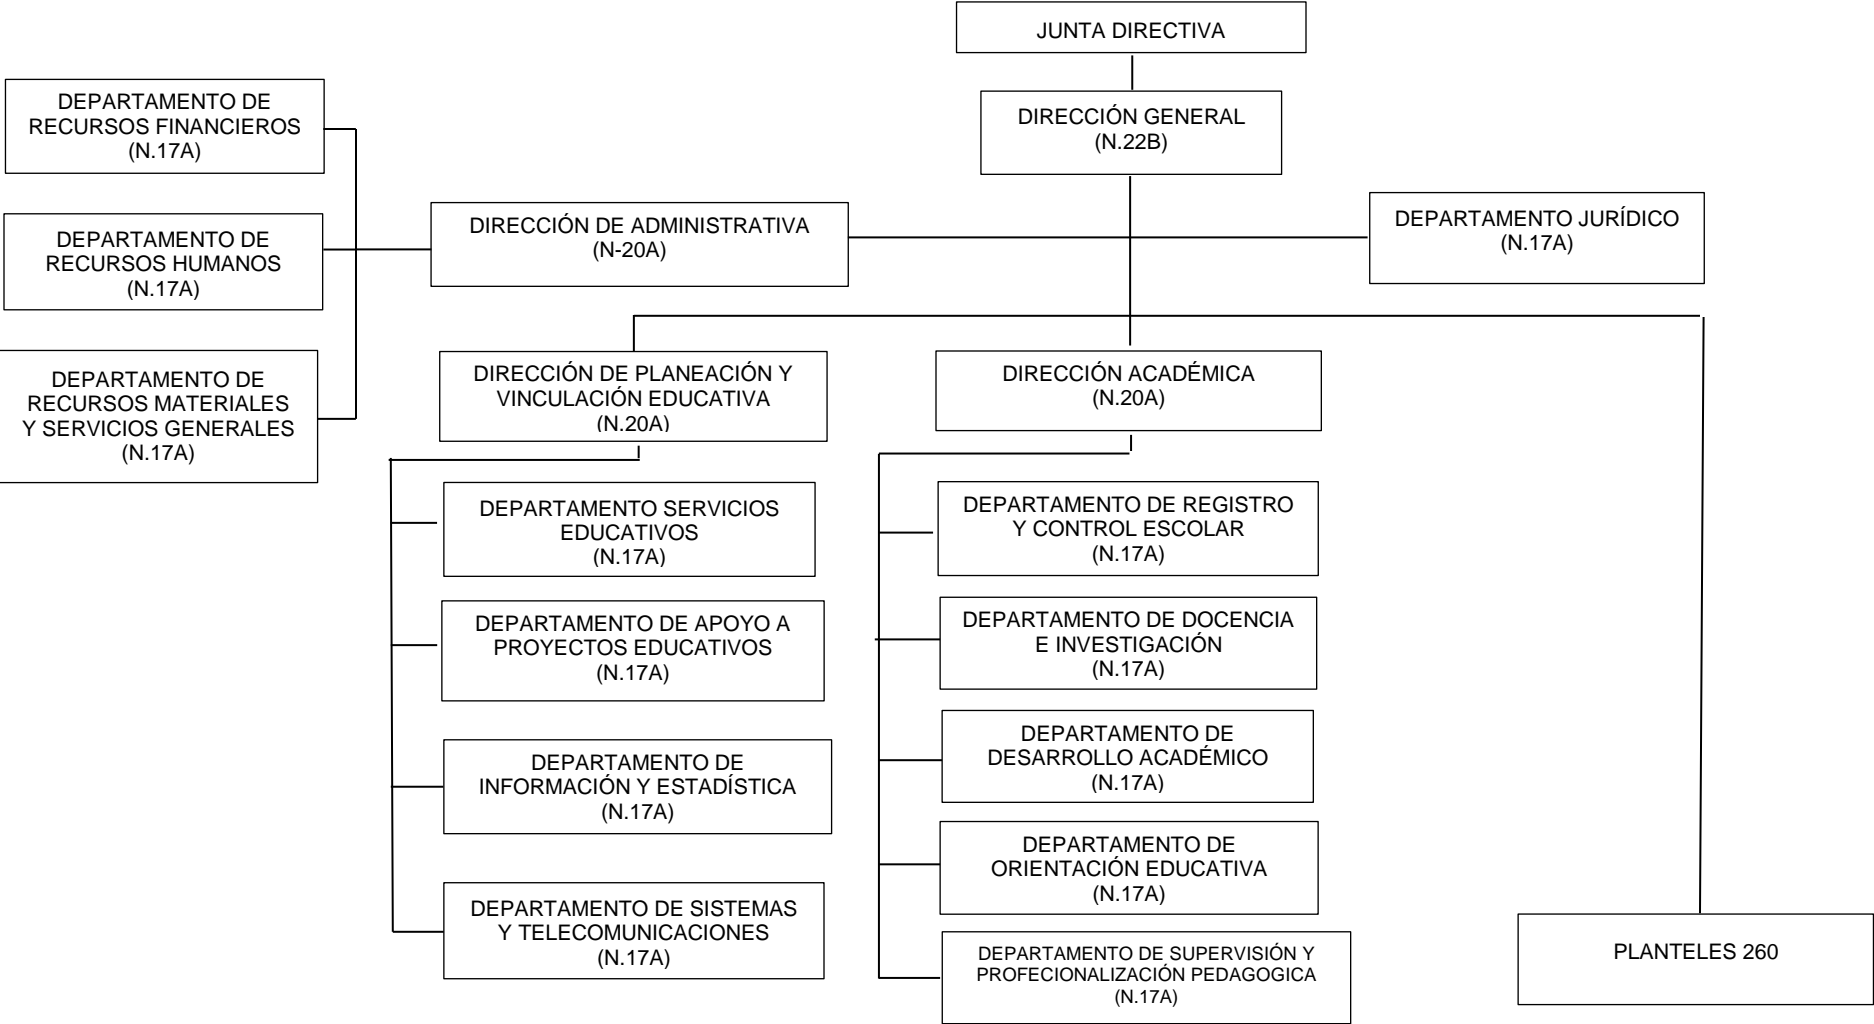 JUNTA DIRECTIVA
DIRECCIÓN GENERAL
(N.22B)
DEPARTAMENTO DE
RECURSOS FINANCIEROS
(N.17A)
DEPARTAMENTO DE
RECURSOS HUMANOS
(N.17A)
DEPARTAMENTO DE
RECURSOS MATERIALES
Y SERVICIOS GENERALES
(N.17A)
DIRECCIÓN DE ADMINISTRATIVA
(N-20A)
DEPARTAMENTO JURÍDICO
(N.17A)
DIRECCIÓN DE PLANEACIÓN Y
VINCULACIÓN EDUCATIVA
(N.20A)
DEPARTAMENTO SERVICIOS
EDUCATIVOS
(N.17A)
DEPARTAMENTO DE APOYO A
PROYECTOS EDUCATIVOS
(N.17A)
DEPARTAMENTO DE
INFORMACIÓN Y ESTADÍSTICA
(N.17A)
DEPARTAMENTO DE SISTEMAS
Y TELECOMUNICACIONES
(N.17A)
DIRECCIÓN ACADÉMICA
(N.20A)
DEPARTAMENTO DE REGISTRO
Y CONTROL ESCOLAR
(N.17A)
DEPARTAMENTO DE DOCENCIA
E INVESTIGACIÓN
(N.17A)
DEPARTAMENTO DE
DESARROLLO ACADÉMICO
(N.17A)
DEPARTAMENTO DE
ORIENTACIÓN EDUCATIVA
(N.17A)
DEPARTAMENTO DE SUPERVISIÓN Y
PROFECIONALIZACIÓN PEDAGOGICA
(N.17A)
PLANTELES 260